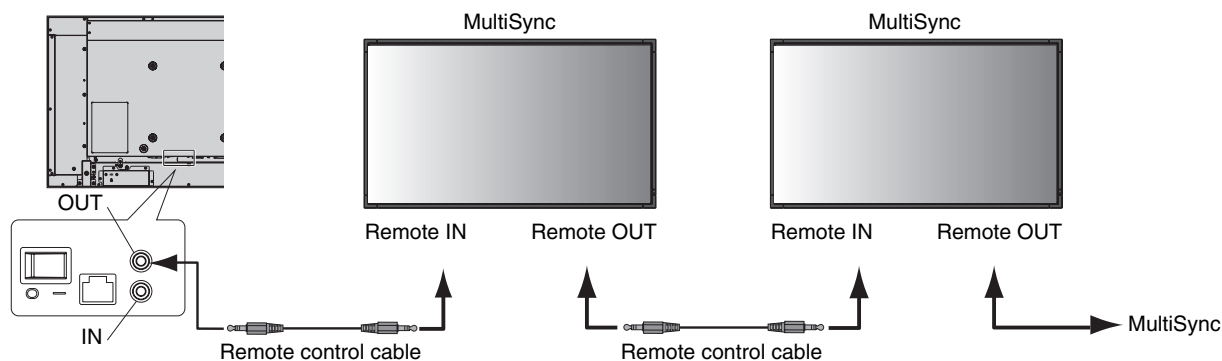 MultiSync
MultiSync
OUT
Remote IN
Remote OUT
Remote IN
Remote OUT
IN
Remote control cable
Remote control cable
MultiSync